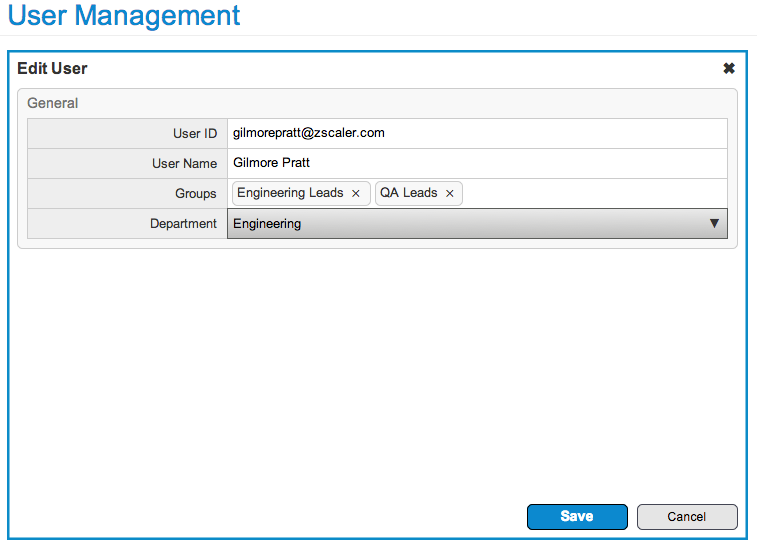 User Management
Edit User ✖
General
User ID gilmorepratt@zscaler.com
User Name Gilmore Pratt
Groups Engineering Leads × QA Leads ×
Department Engineering ▼
Save Cancel